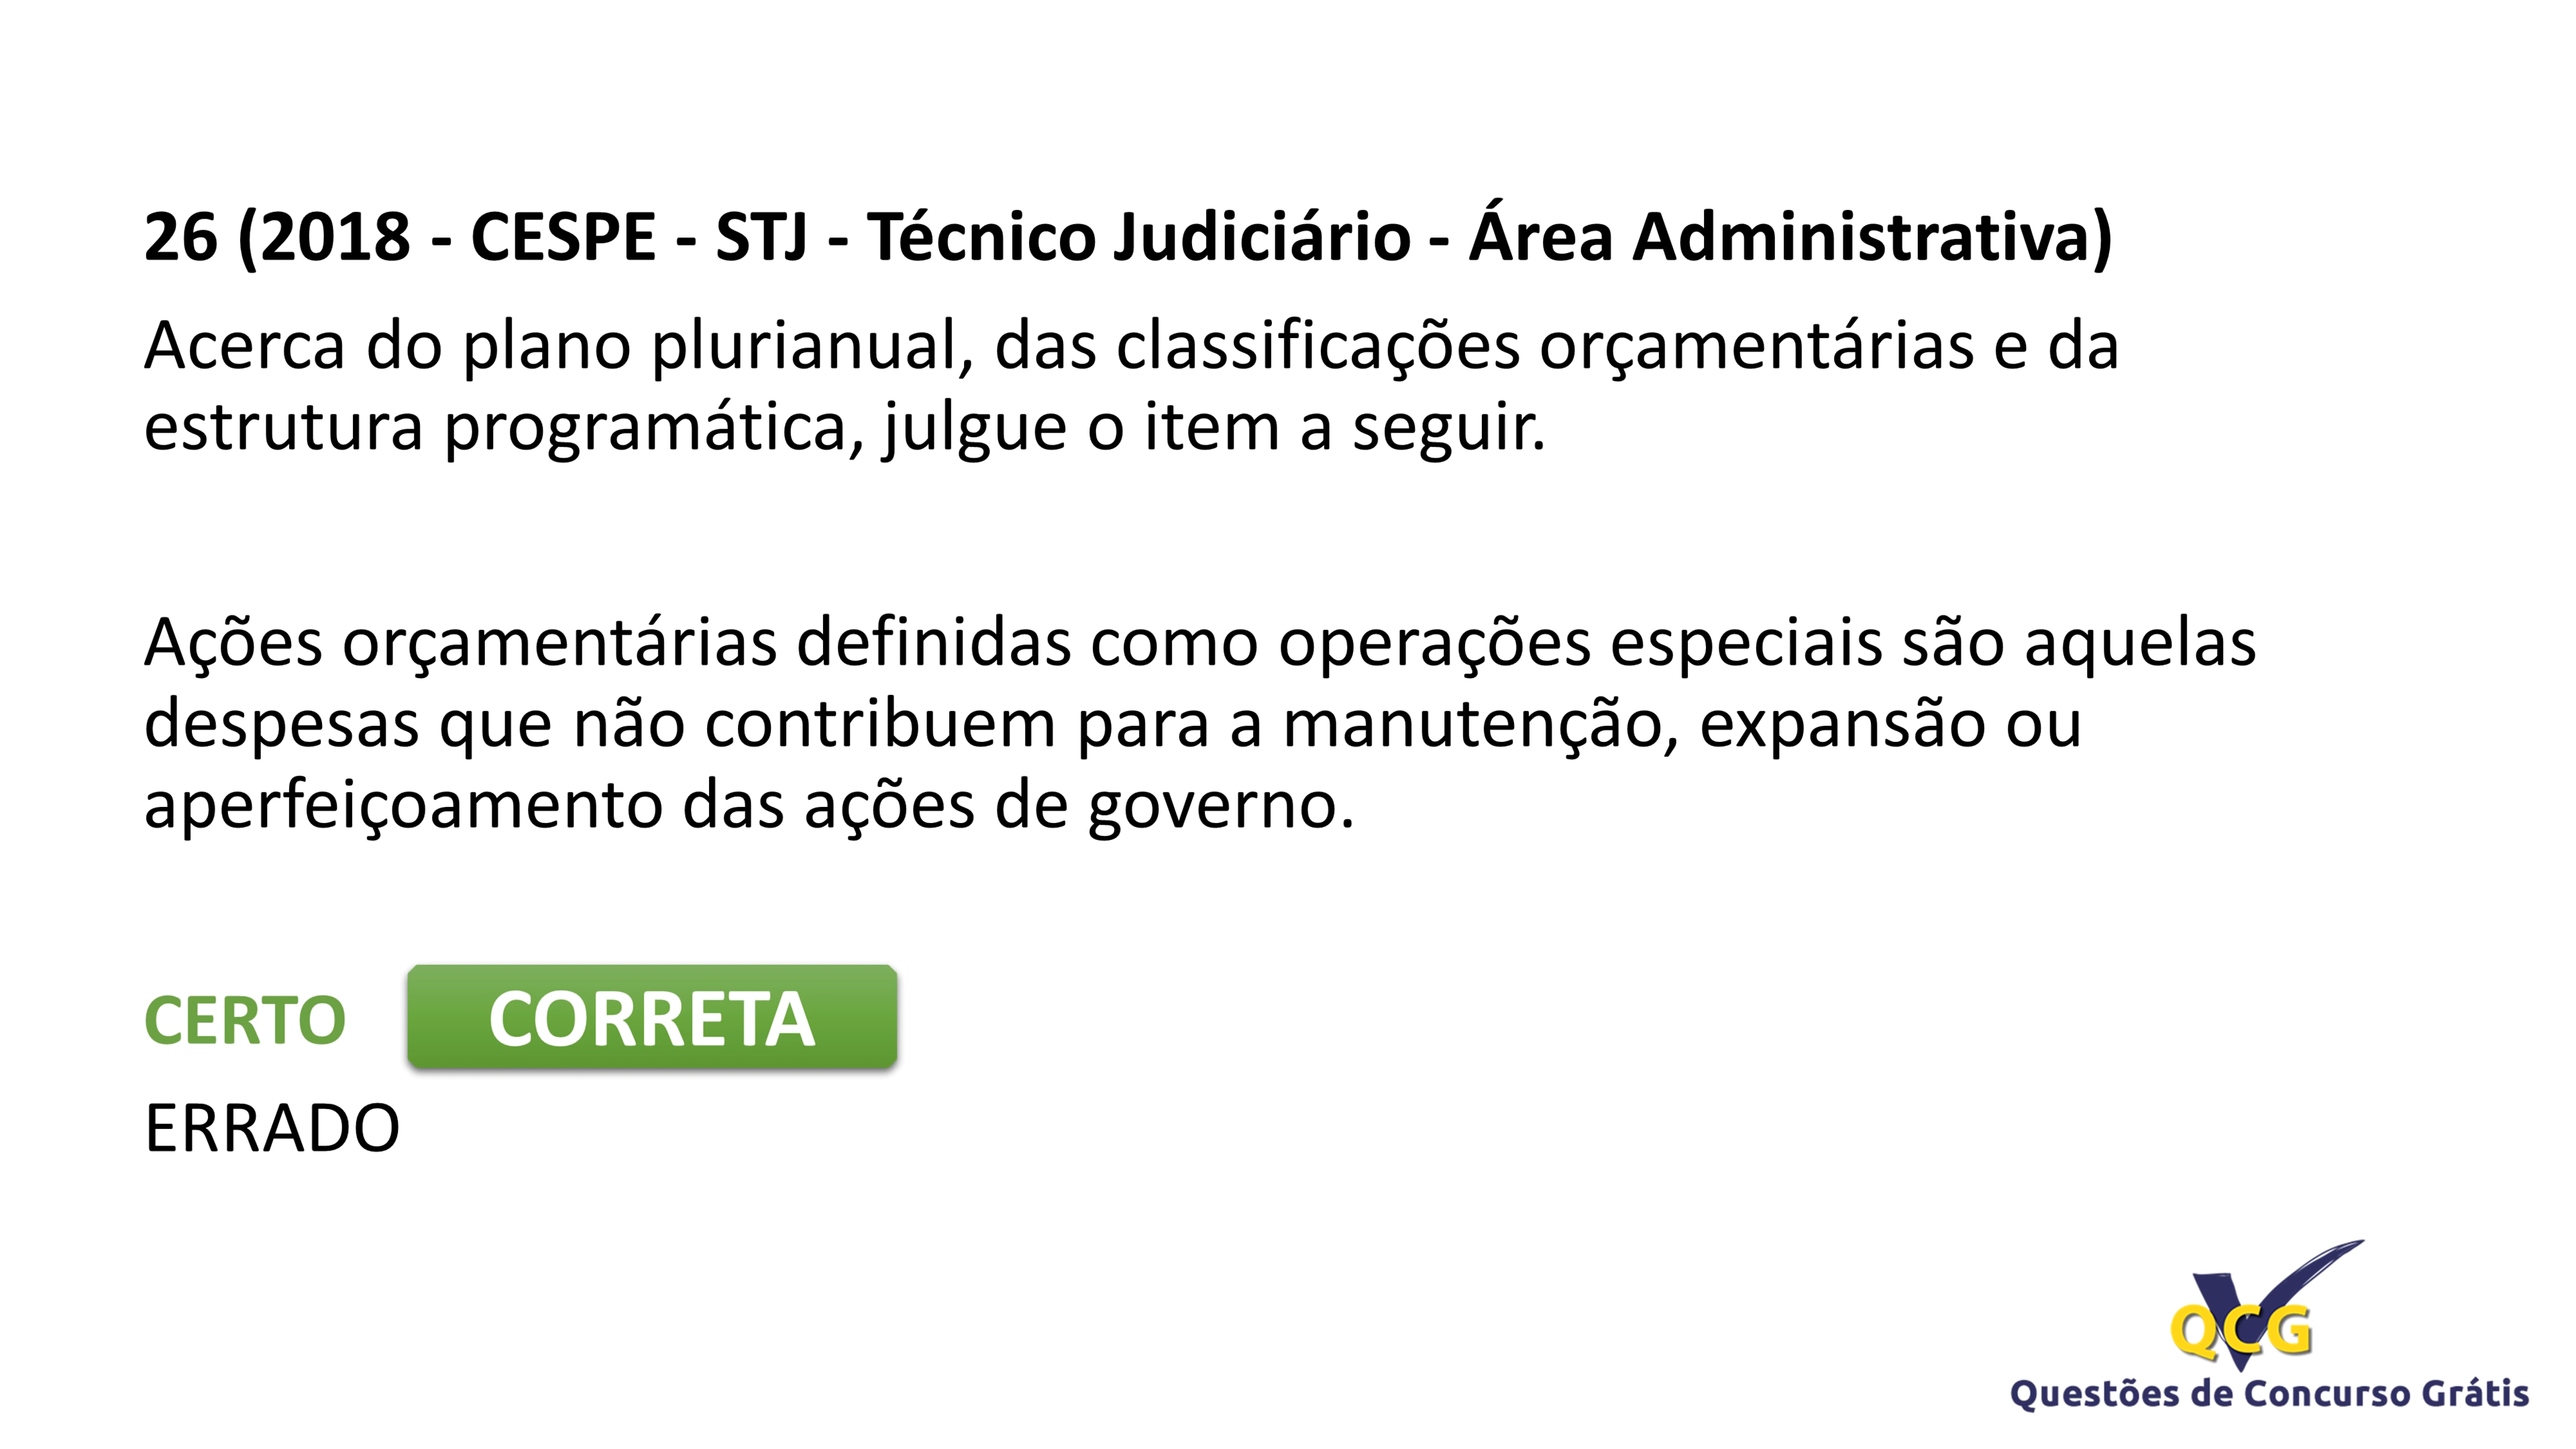 26 (2018 - CESPE - STJ - Técnico Judiciário - Área Administrativa)
Acerca do plano plurianual, das classificações orçamentárias e da
estrutura programática, julgue o item a seguir.
Ações orçamentárias definidas como operações especiais são aquelas
despesas que não contribuem para a manutenção, expansão ou
aperfeiçoamento das ações de governo.
CERTO CORRETA
ERRADO
QCG
Questões de Concurso Grátis